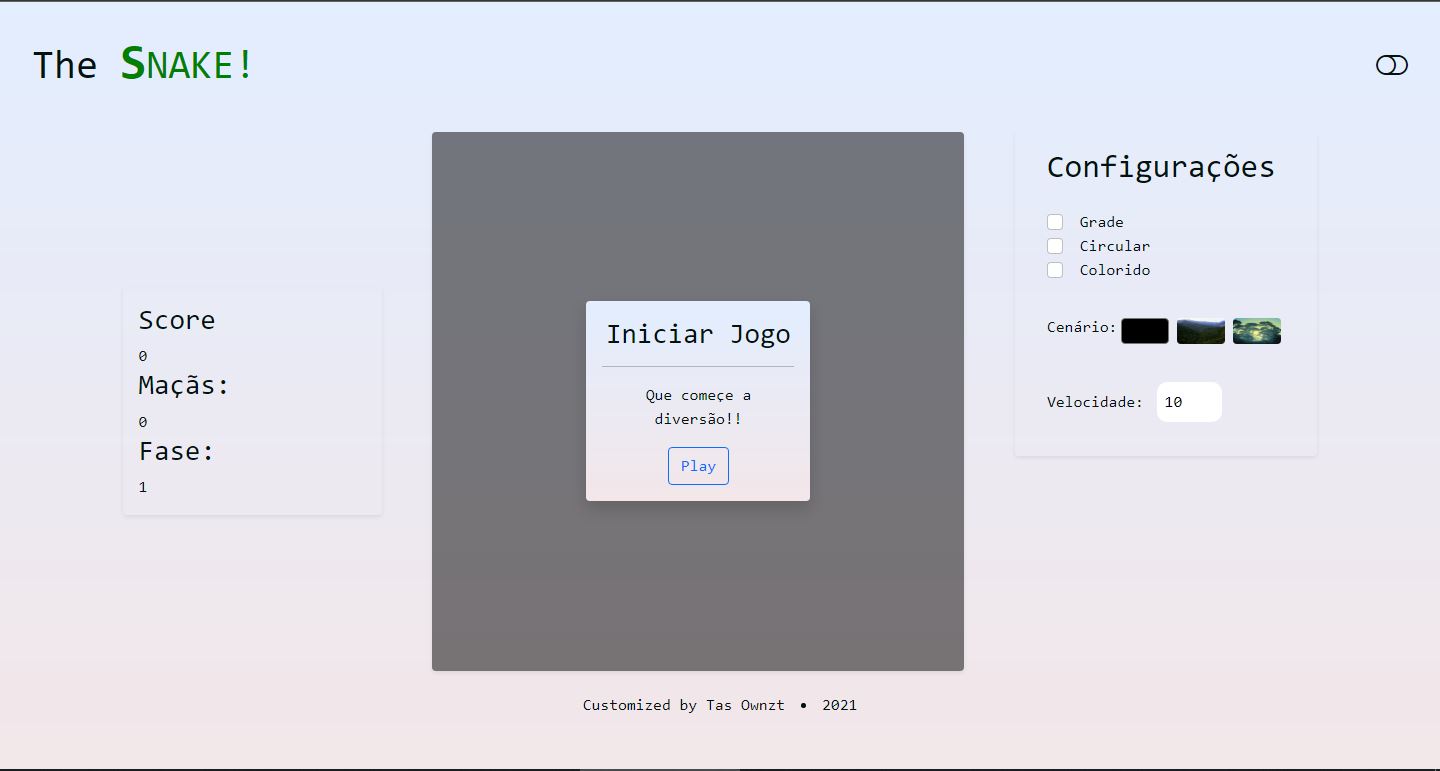 The SNAKE!
Score
0
Maçãs:
0
Fase:
1
Iniciar Jogo
Que começe a
diversão!!
Play
Configurações
Grade
Circular
Colorido
Cenário:
Velocidade: 10
Customized by Tas Ownzt • 2021